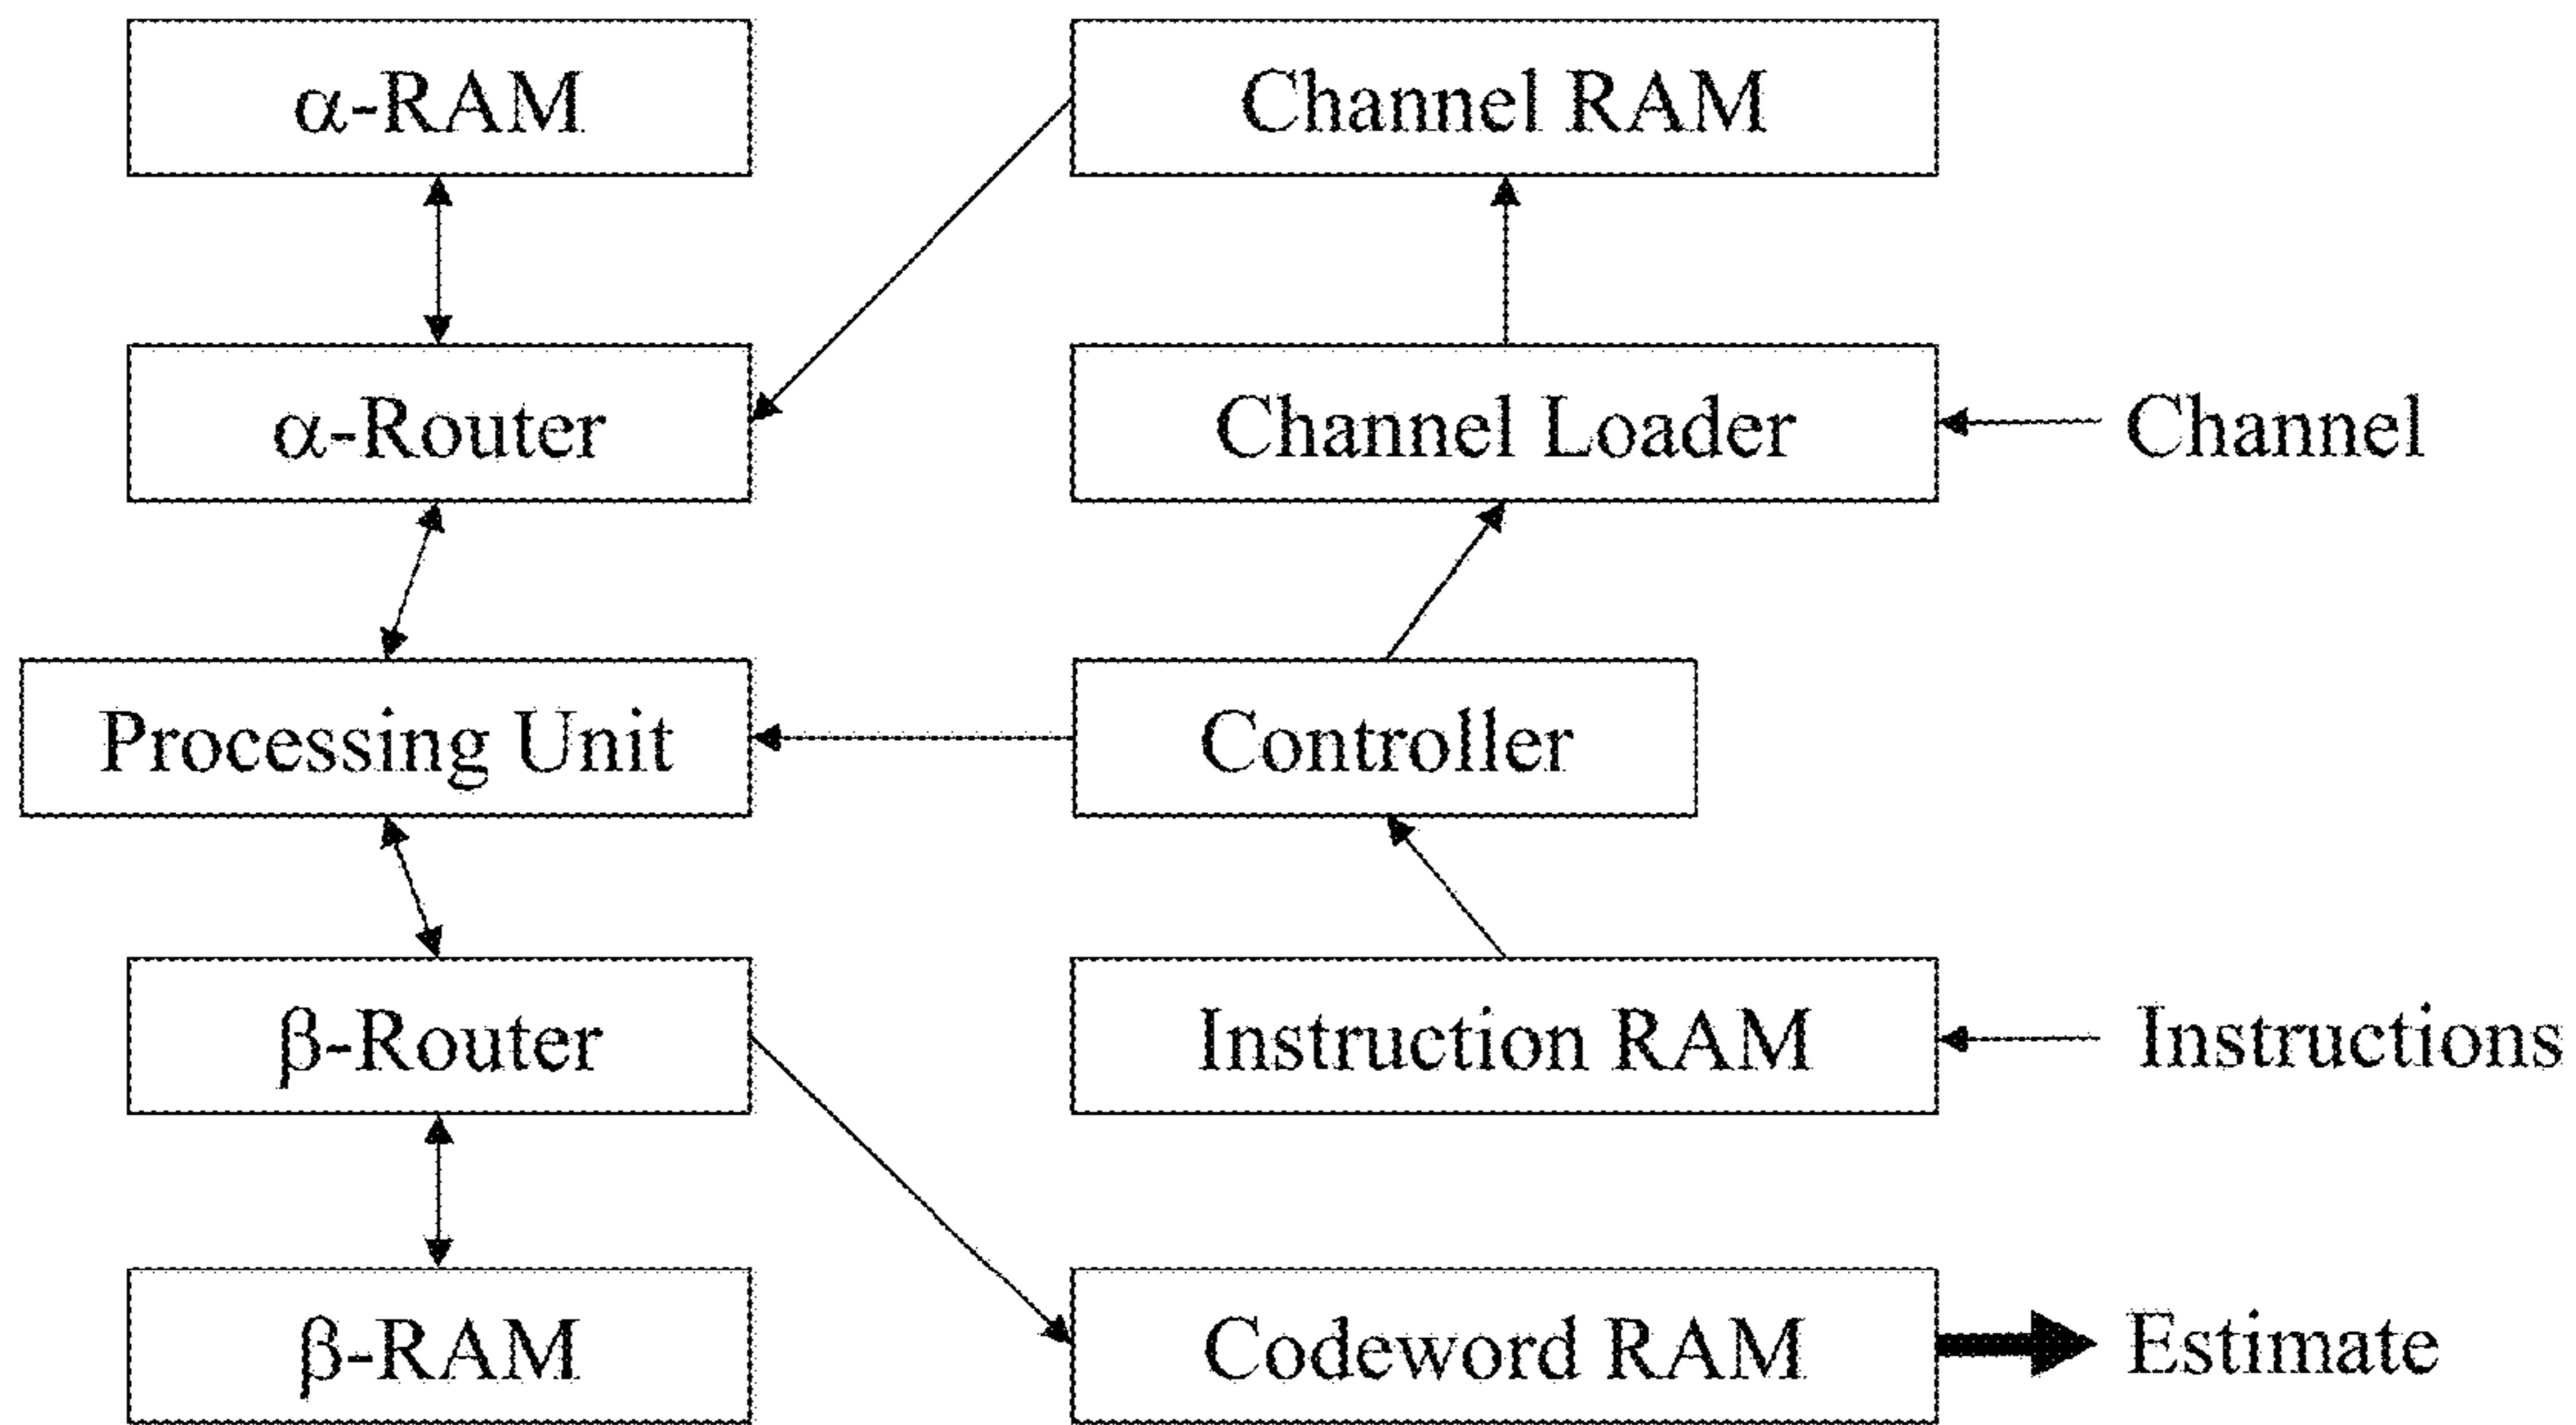 α-RAM
Channel RAM
α-Router
Channel Loader
Channel
Processing Unit
Controller
β-Router
Instruction RAM
Instructions
β-RAM
Codeword RAM
Estimate